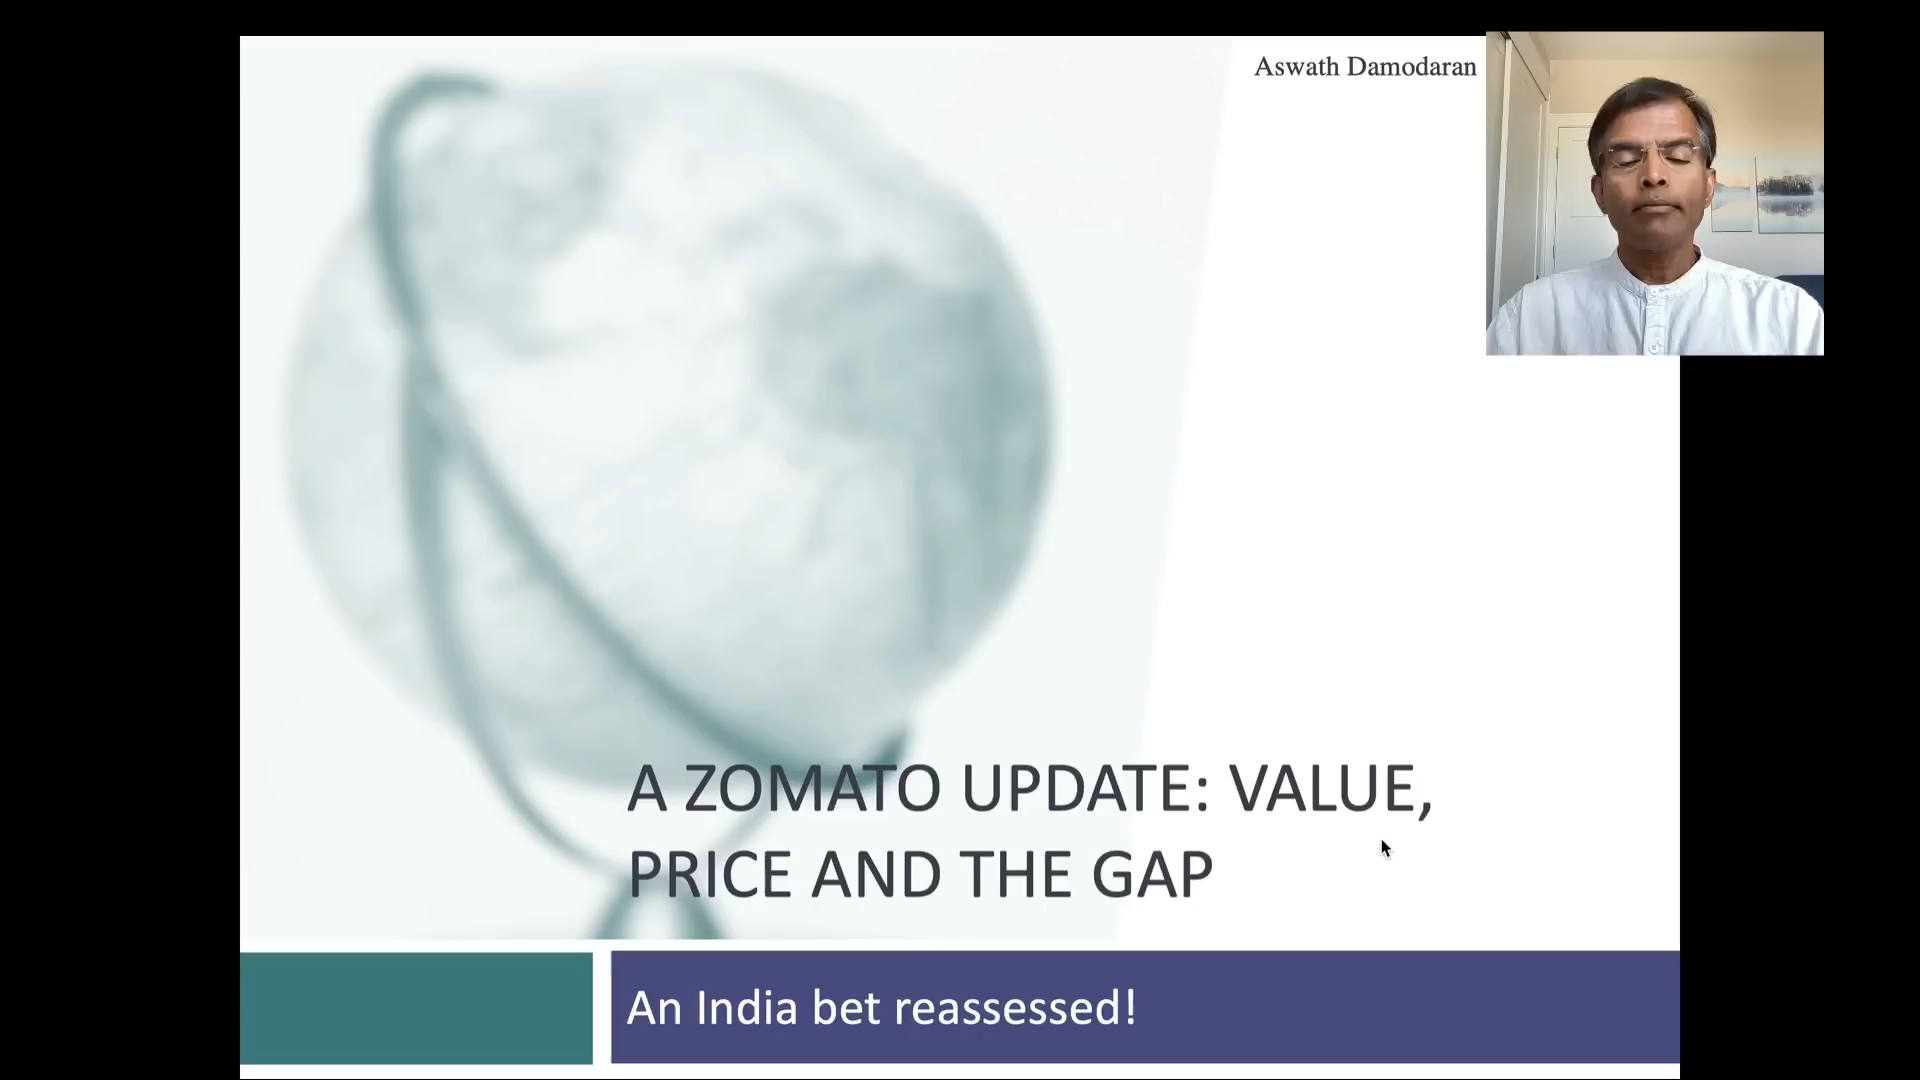 Aswath Damodaran
A ZOMATO UPDATE: VALUE,
PRICE AND THE GAP
An India bet reassessed!